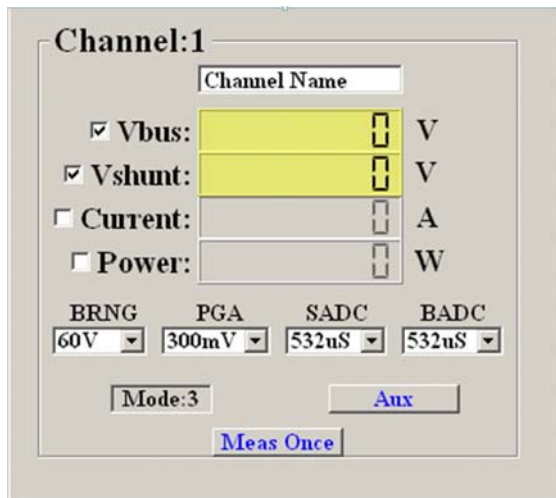 Channel:1
Channel Name
Vbus: 0 V
Vshunt: 0 V
Current: 0 A
Power: 0 W
BRNG PGA SADC BADC
60V 300mV 532uS 532uS
Mode:3 Aux
Meas Once